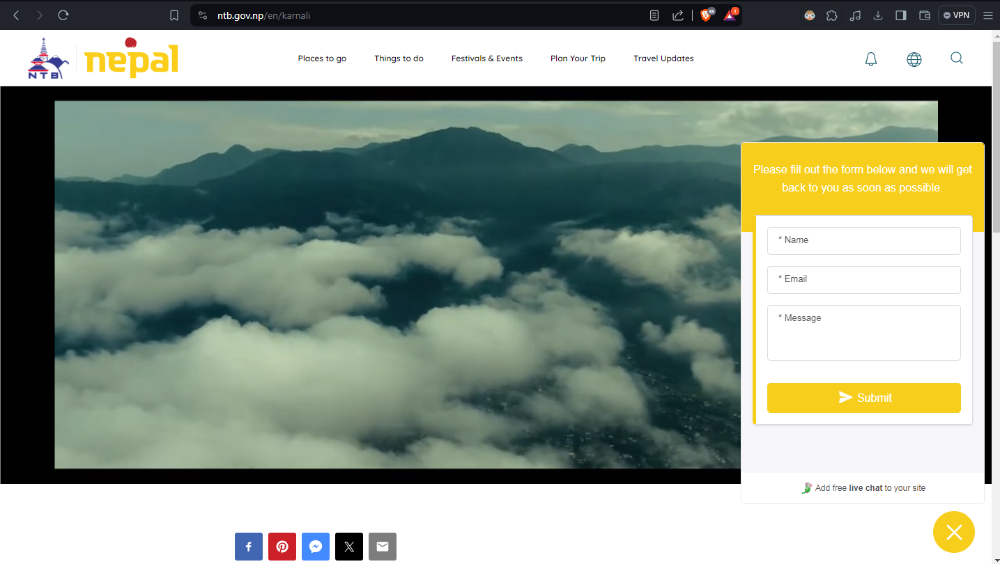 ntb.gov.np/en/karnali
38
1
VPN
NTB
nepal
Places to go
Things to do
Festivals & Events
Plan Your Trip
Travel Updates
Please fill out the form below and we will get
back to you as soon as possible.
* Name
* Email
* Message
Submit
Add free live chat to your site